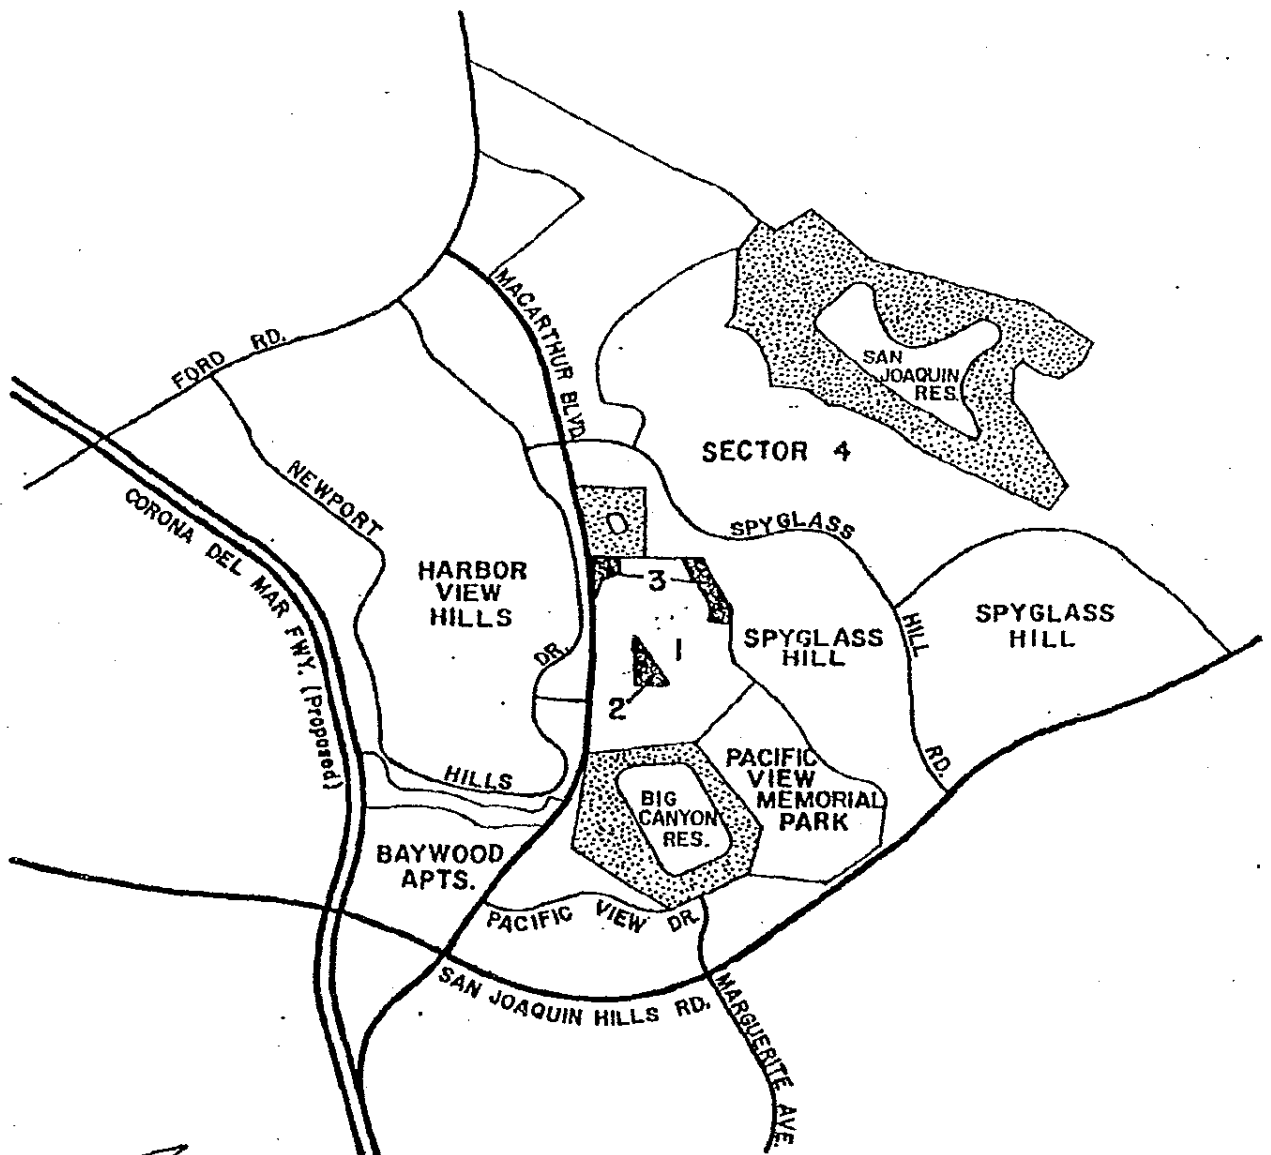 MACARTHUR BLVD.
FORD RD.
SAN
JOAQUIN
RES.
SECTOR 4
NEWPORT
CORONA DEL MAR FWY. (Proposed)
SPYGLASS
HARBOR
VIEW
HILLS
3
SPYGLASS
HILL
HILL
SPYGLASS
HILL
DR.
1
2
RD.
HILLS
PACIFIC
VIEW
MEMORIAL
PARK
BIG
CANYON
RES.
BAYWOOD
APTS.
PACIFIC VIEW DR.
SAN JOAQUIN HILLS RD.
MARGUERITE AVE.